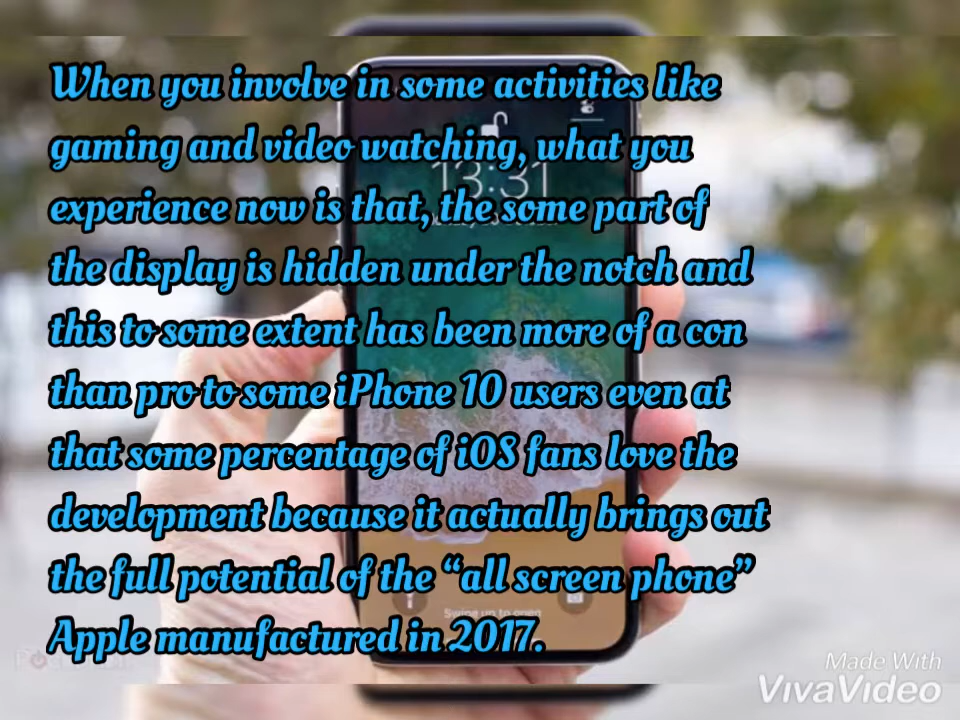 When you involve in some activities like
gaming and video watching, what you
13:31
experience now is that, the some part of
the display is hidden under the notch and
this to some extent has been more of a con
than pro to some iPhone 10 users even at
that some percentage of iOS fans love the
development because it actually brings out
the full potential of the “all screen phone”
Swipe up to open
Apple manufactured in 2017.
Made With
VivaVideo